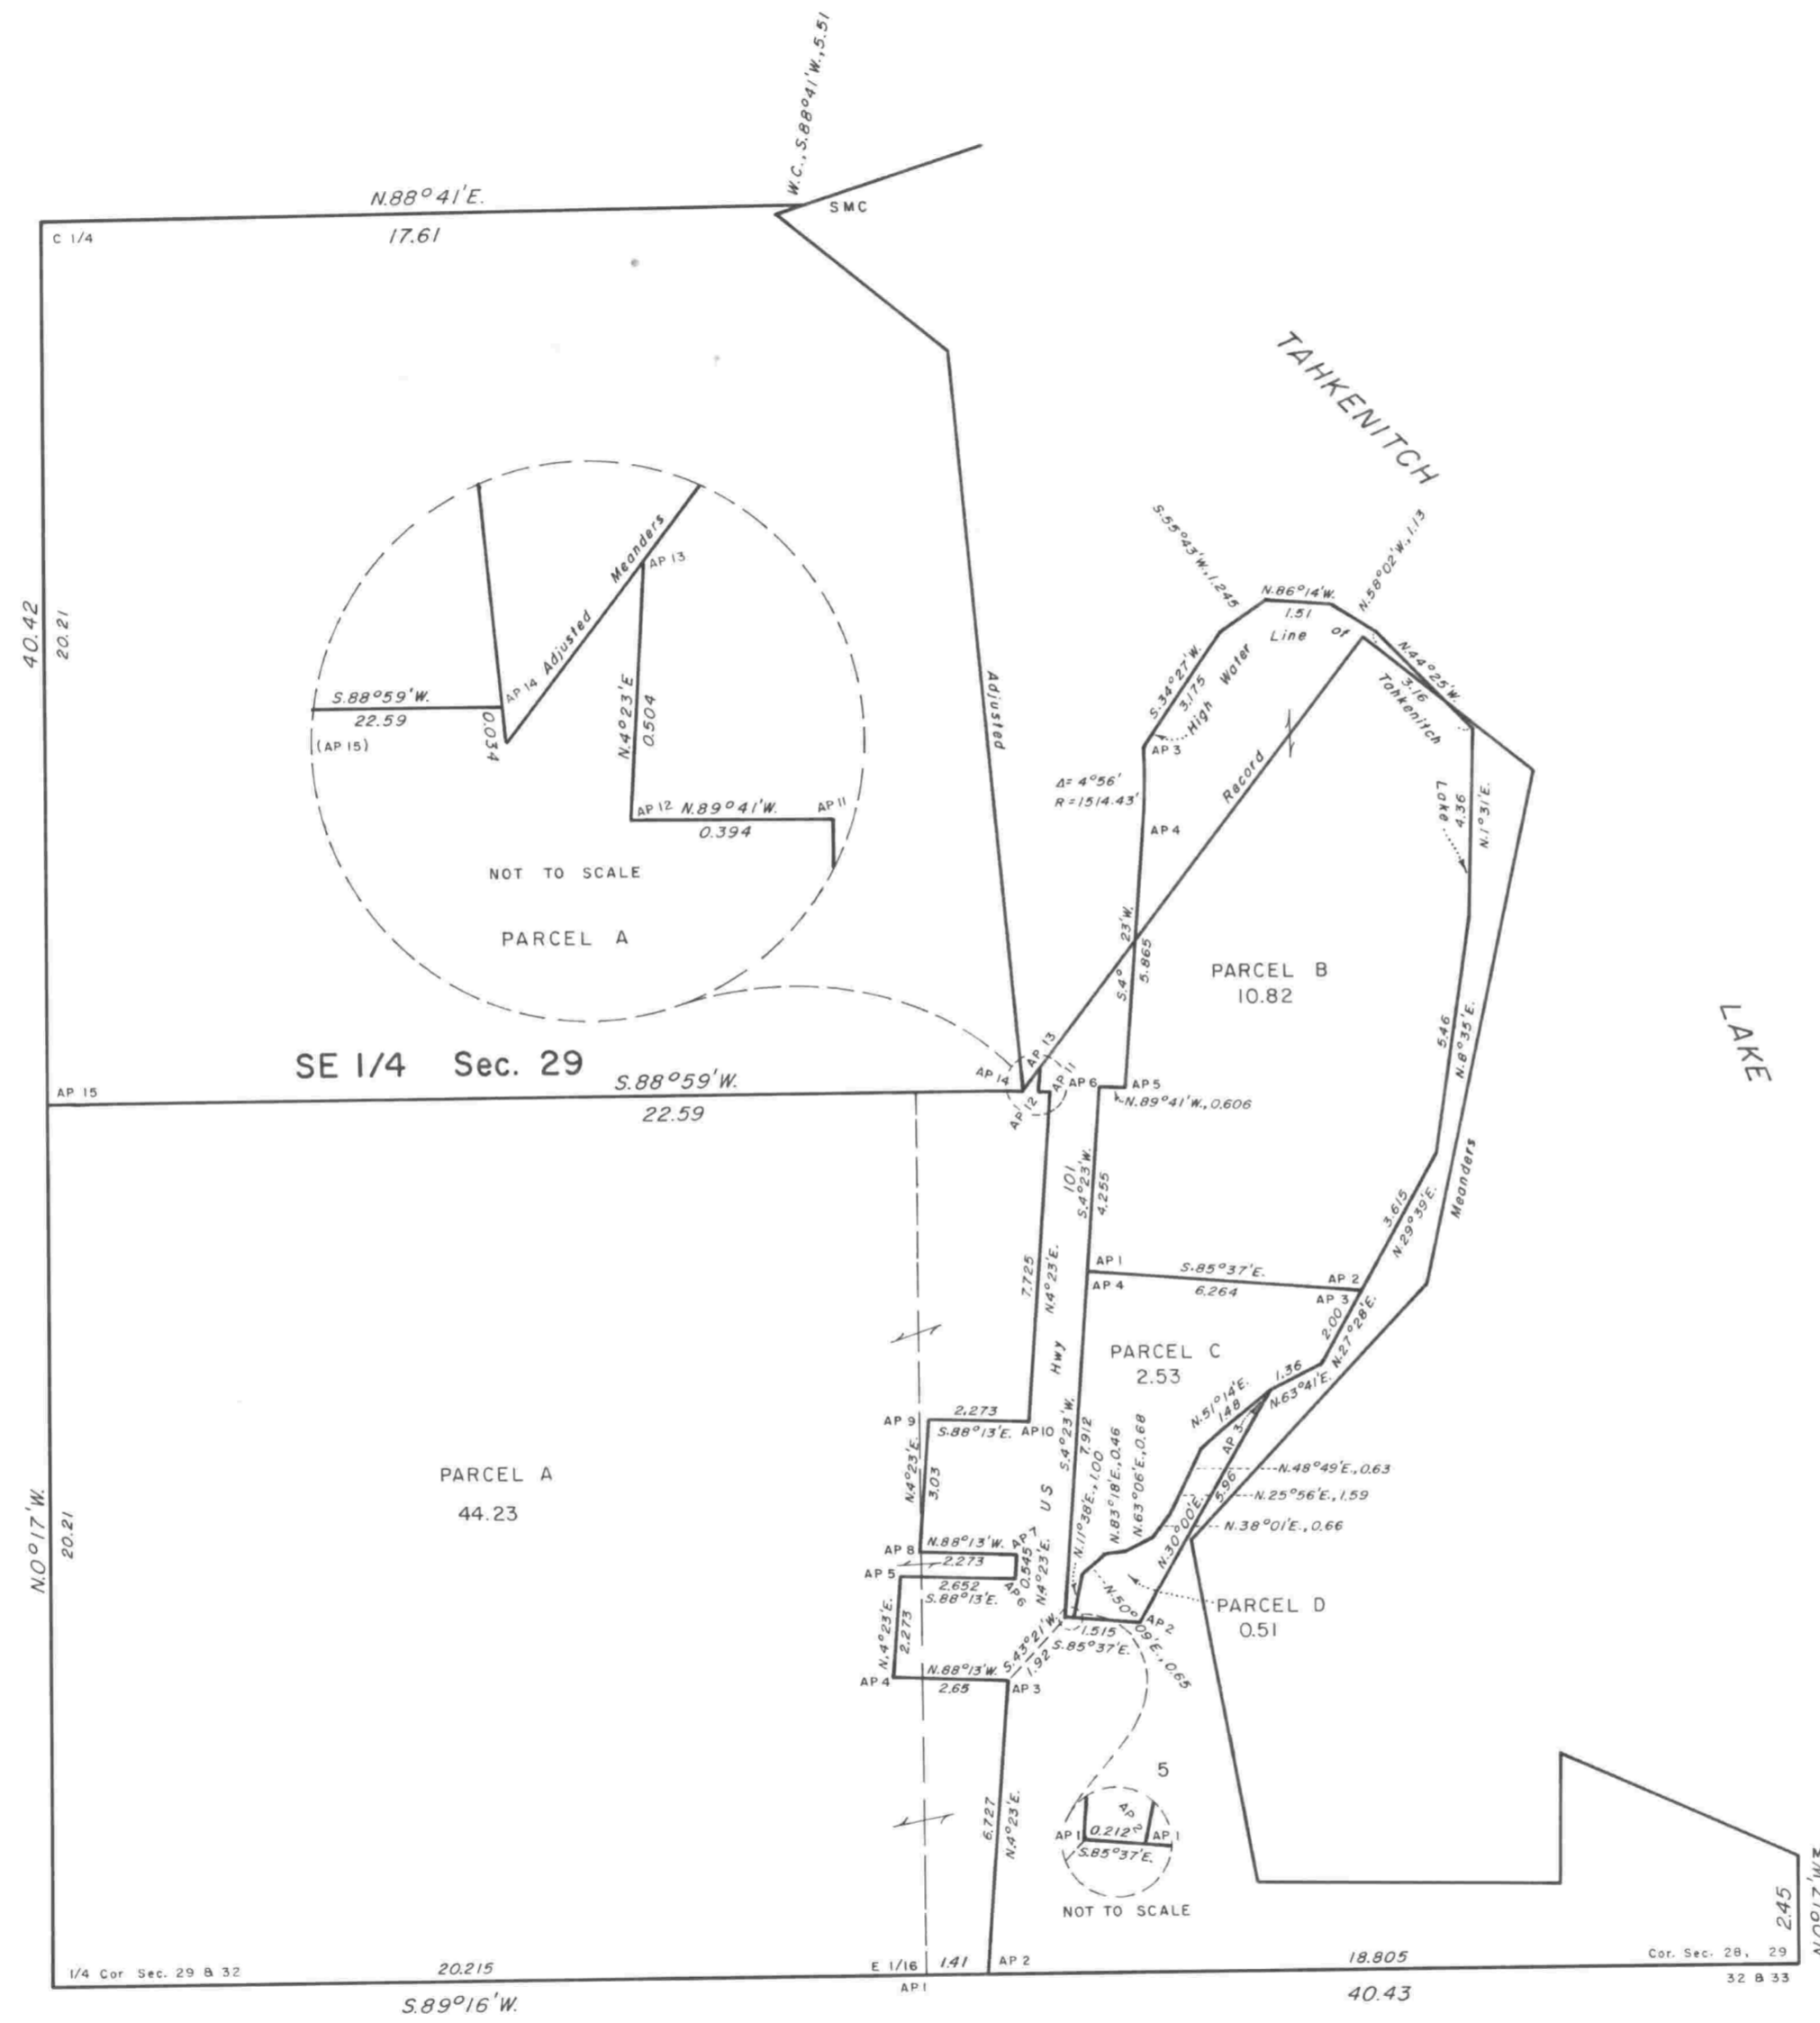 W.C., S.88°41'W., 5.51
N.88°41'E.
17.61
C 1/4
SMC
TAHKENITCH
LAKE
40.42
20.21
N.0°17'W.
20.21
Adjusted
Meanders
AP 13
AP 14
Adjusted
S.88°59'W.
22.59
(AP 15)
0.034
N.4°23'E
0.504
AP 12
N.89°41'W.
AP 11
0.394
NOT TO SCALE
PARCEL A
S.55°43'W., 1.245
N.86°14'W.
1.51
N.58°02'W., 1.13
N.44°25'W
3.16
S.34°27'W.
3.175
High Water Line of Tahkenitch Lake
AP 3
Δ= 4°56'
R = 1514.43'
AP 4
Record
4.36
N.1°31'E.
S.4° 23'W.
5.865
PARCEL B
10.82
5.46
N.8°35'E.
SE 1/4 Sec. 29
S.88°59'W.
22.59
AP 15
AP 14
AP 13
AP 11
AP 12
AP 6
AP 5
N.89°41'W., 0.606
101
S.4°23'W.
4.255
Meanders
3.615
N.29°39'E.
7.725
N.4°23'E.
AP 1
S.85°37'E.
AP 2
AP 4
6.264
AP 3
2.00
N.27°28'E.
PARCEL C
2.53
Hwy
US
1.36
N.63°41'E.
N.51°14'E.
1.48
AP 3
S.4°23'W.
7.912
AP 9
2.273
S.88°13'E.
AP 10
N.4°23'E.
3.03
N.11°38'E., 1.00
N.83°18'E., 0.46
N.63°06'E., 0.68
N.48°49'E., 0.63
N.25°56'E., 1.59
N.38°01'E., 0.66
5.96
N.30°00'E.
PARCEL A
44.23
AP 8
N.88°13'W.
AP 7
2.273
0.545
N.4°23'E.
AP 5
2.652
S.88°13'E.
AP 6
N.4°23'E.
2.273
PARCEL D
0.51
N.50°09'E., 0.65
AP 2
1.515
S.85°37'E.
S.43°21'W.
1.92
N.88°13'W.
AP 4
2.65
AP 3
6.727
N.4°23'E.
5
AP 2
AP 1
0.212
AP 1
S.85°37'E.
NOT TO SCALE
2.45
N.0°12'W.
1/4 Cor Sec. 29 & 32
20.215
E 1/16
1.41
AP 2
18.805
Cor. Sec. 28, 29
32 & 33
AP 1
S.89°16'W.
40.43